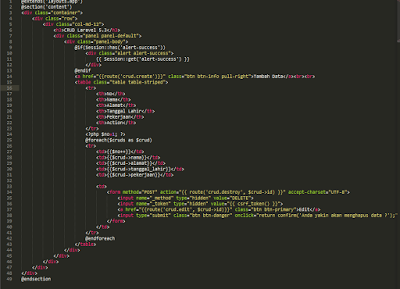 @extends('layouts.app')
@section('content')
<div class="container">
<div class="row">
<div class="col-md-12">
<h1>CRUD Laravel 5.3</h1>
<div class="panel panel-default">
<div class="panel-body">
@if(Session::has('alert-success'))
<div class="alert alert-success">
{{ Session::get('alert-success') }}
</div>
@endif
<a href="{{route('crud.create')}}" class="btn btn-info pull-right">Tambah Data</a><br><br>
<table class="table table-striped">
<tr>
<th>No</th>
<th>Nama</th>
<th>Alamat</th>
<th>Tanggal Lahir</th>
<th>Pekerjaan</th>
<th>Action</th>
</tr>
<?php $no=1; ?>
@foreach($cruds as $crud)
<tr>
<td>{{$no++}}</td>
<td>{{$crud->nama}}</td>
<td>{{$crud->alamat}}</td>
<td>{{$crud->tanggal_lahir}}</td>
<td>{{$crud->pekerjaan}}</td>
<td>
<form method="POST" action="{{ route('crud.destroy', $crud->id) }}" accept-charset="UTF-8">
<input name="_method" type="hidden" value="DELETE">
<input name="_token" type="hidden" value="{{ csrf_token() }}">
<a href="{{route('crud.edit', $crud->id)}}" class="btn btn-primary">Edit</a>
<input type="submit" class="btn btn-danger" onclick="return confirm('Anda yakin akan menghapus data ?');"
</form>
</td>
</tr>
@endforeach
</table>
</div>
</div>
</div>
</div>
</div>
@endsection